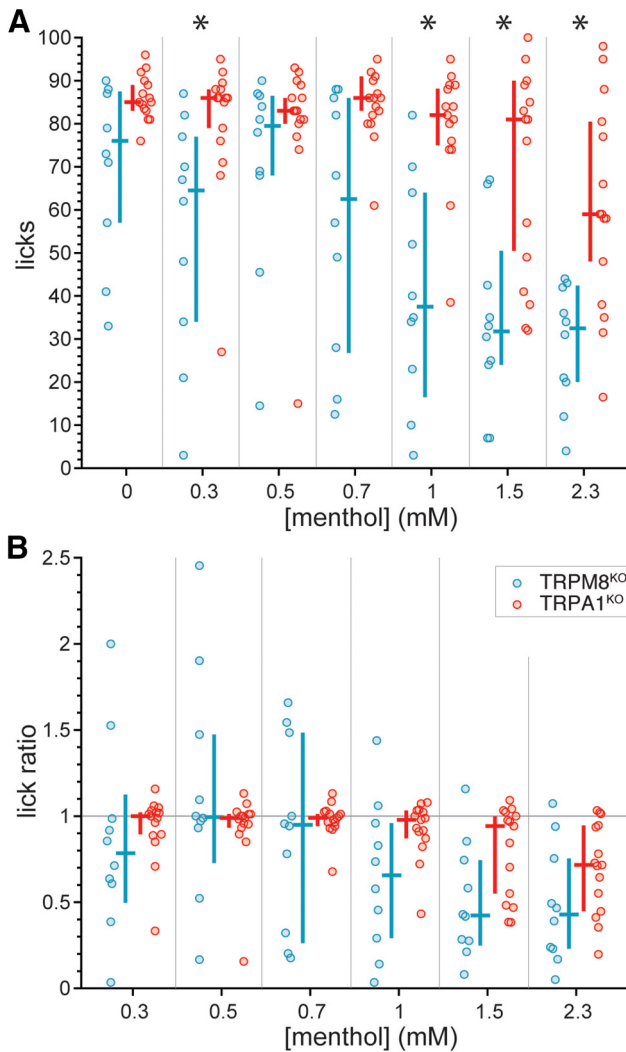 A
* * * *
100
90
80
70
60
50
40
30
20
10
0
licks
0 0.3 0.5 0.7 1 1.5 2.3
[menthol] (mM)
B
2.5
2
1.5
1
0.5
0
lick ratio
TRPM8KO
TRPA1KO
0.3 0.5 0.7 1 1.5 2.3
[menthol] (mM)